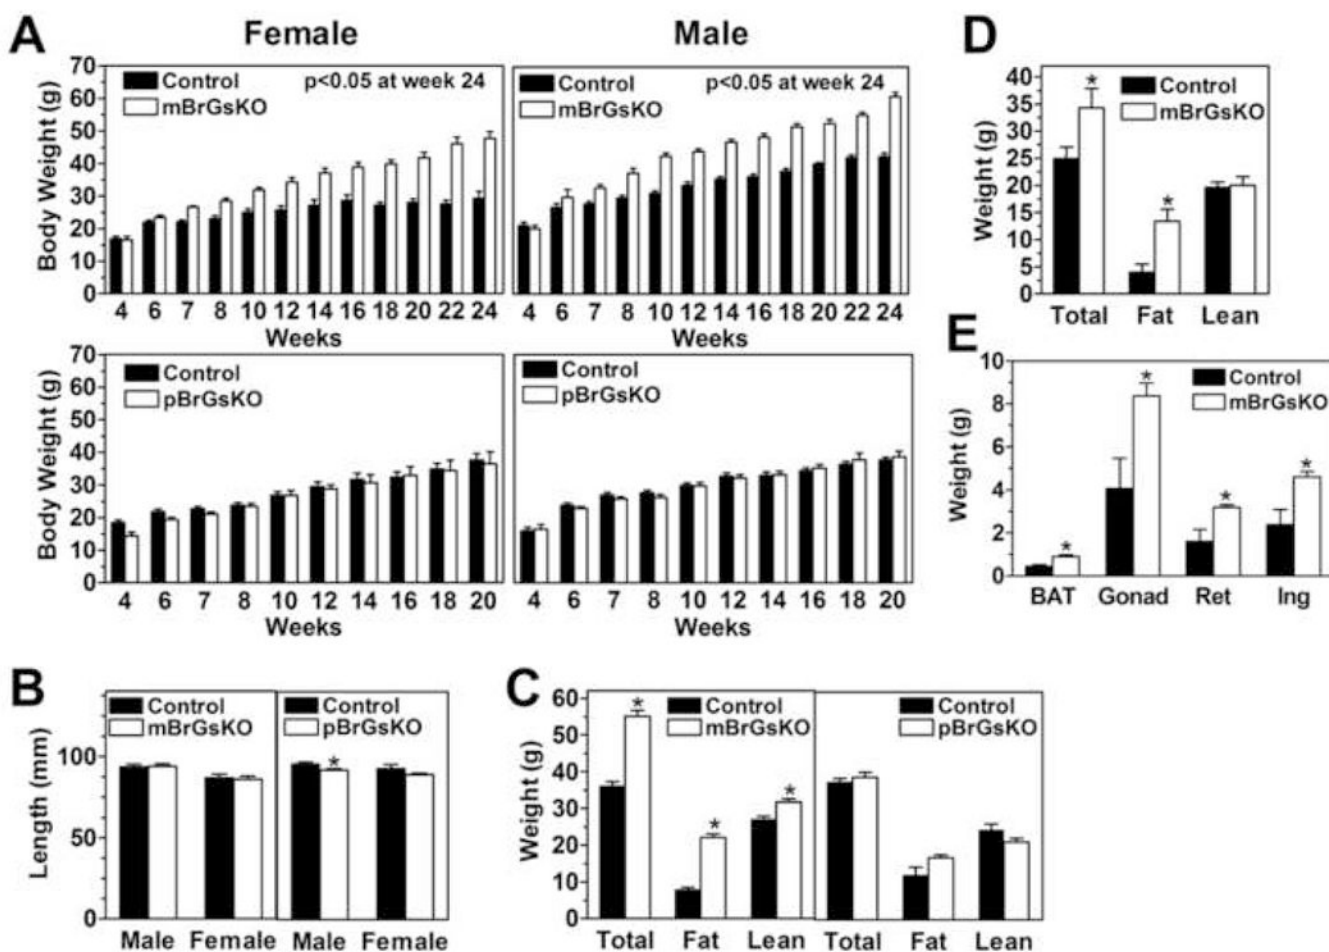 A
Female
Male
Body Weight (g)
70
60
50
40
30
20
10
0
Control
mBrGsKO
p<0.05 at week 24
4 6 7 8 10 12 14 16 18 20 22 24
Weeks
Control
mBrGsKO
p<0.05 at week 24
4 6 7 8 10 12 14 16 18 20 22 24
Weeks
Body Weight (g)
70
60
50
40
30
20
10
0
Control
pBrGsKO
4 6 7 8 10 12 14 16 18 20
Weeks
Control
pBrGsKO
4 6 7 8 10 12 14 16 18 20
Weeks
D
Weight (g)
40
35
30
25
20
15
10
5
0
Control
mBrGsKO
*
*
Total Fat Lean
E
Weight (g)
10
8
6
4
2
0
Control
mBrGsKO
*
*
*
*
BAT Gonad Ret Ing
B
Length (mm)
100
50
0
Control
mBrGsKO
Male Female
Control
pBrGsKO
*
Male Female
C
Weight (g)
60
50
40
30
20
10
0
Control
mBrGsKO
*
*
*
Total Fat Lean
Control
pBrGsKO
Total Fat Lean